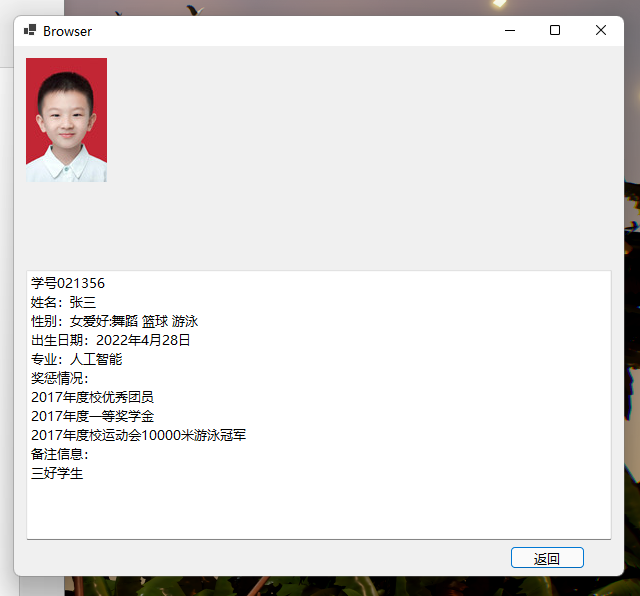 Browser
学号021356
姓名：张三
性别：女爱好:舞蹈 篮球 游泳
出生日期：2022年4月28日
专业：人工智能
奖惩情况：
2017年度校优秀团员
2017年度一等奖学金
2017年度校运动会10000米游泳冠军
备注信息：
三好学生
返回